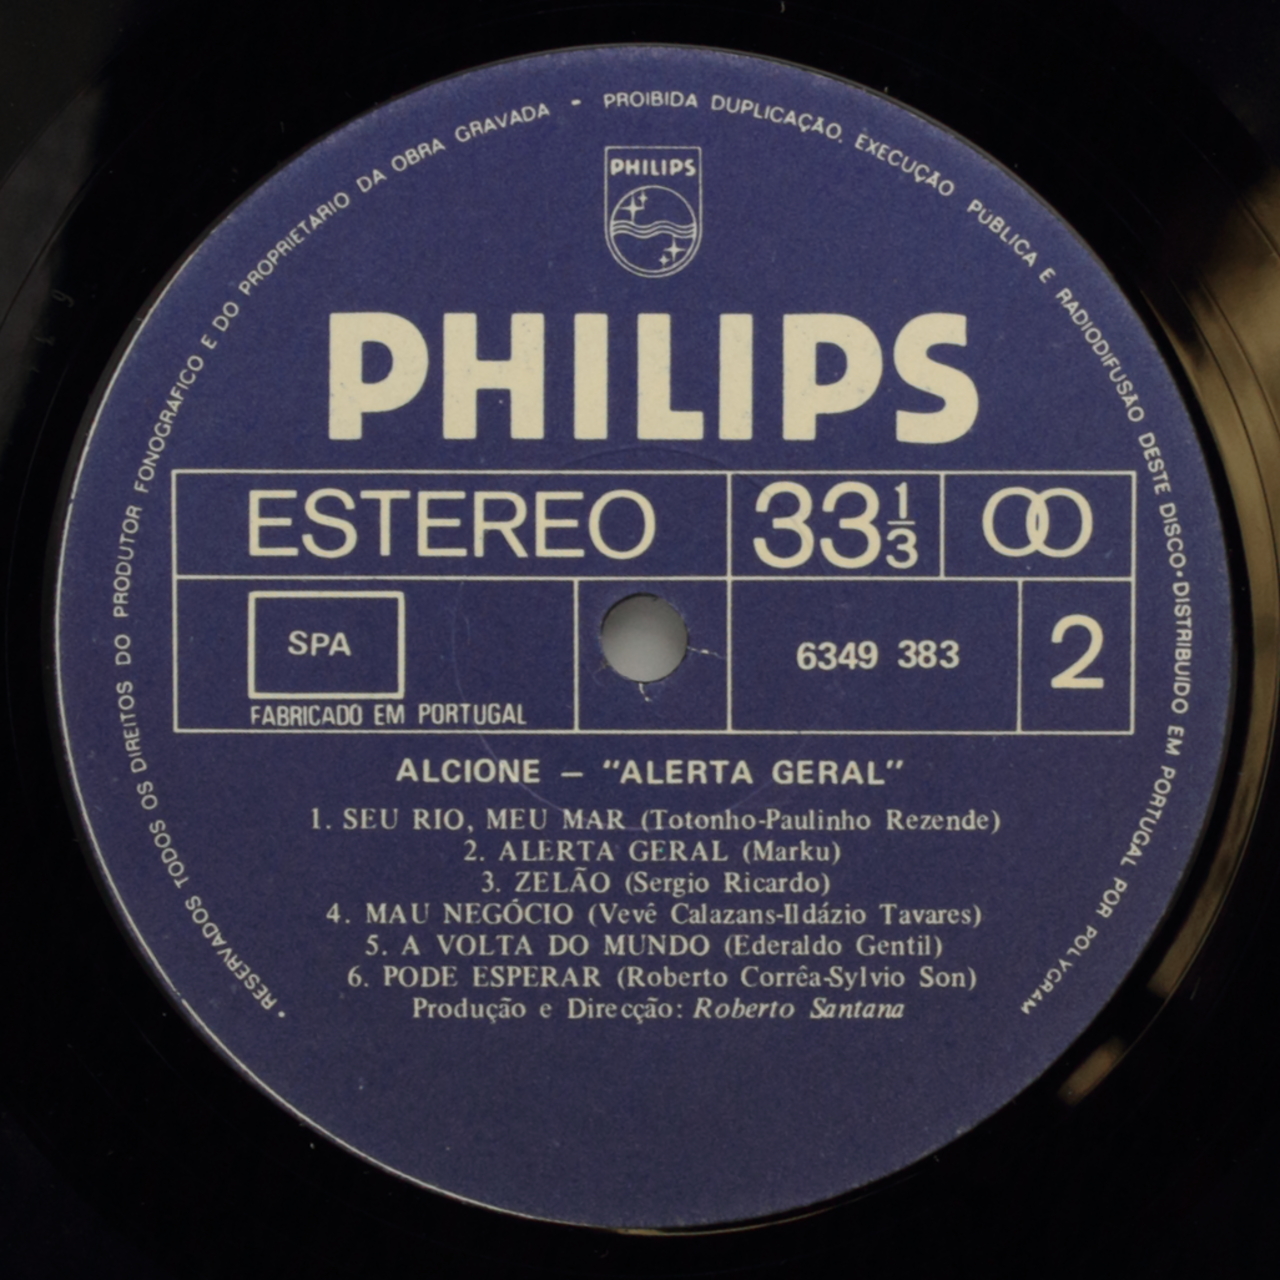 • RESERVADOS TODOS OS DIREITOS DO PRODUTOR FONOGRÁFICO E DO PROPRIETARIO DA OBRA GRAVADA - PROIBIDA DUPLICAÇÃO, EXECUÇÃO PÚBLICA E RADIODIFUSÃO DESTE DISCO • DISTRIBUIDO EM PORTUGAL POR POLYGRAM
PHILIPS
PHILIPS
ESTEREO 33 1/3
SPA
6349 383 2
FABRICADO EM PORTUGAL
ALCIONE – "ALERTA GERAL"
1. SEU RIO, MEU MAR (Totonho-Paulinho Rezende)
2. ALERTA GERAL (Marku)
3. ZELÃO (Sergio Ricardo)
4. MAU NEGÓCIO (Vevê Calazans-Ildázio Tavares)
5. A VOLTA DO MUNDO (Ederaldo Gentil)
6. PODE ESPERAR (Roberto Corrêa-Sylvio Son)
Produção e Direcção: Roberto Santana